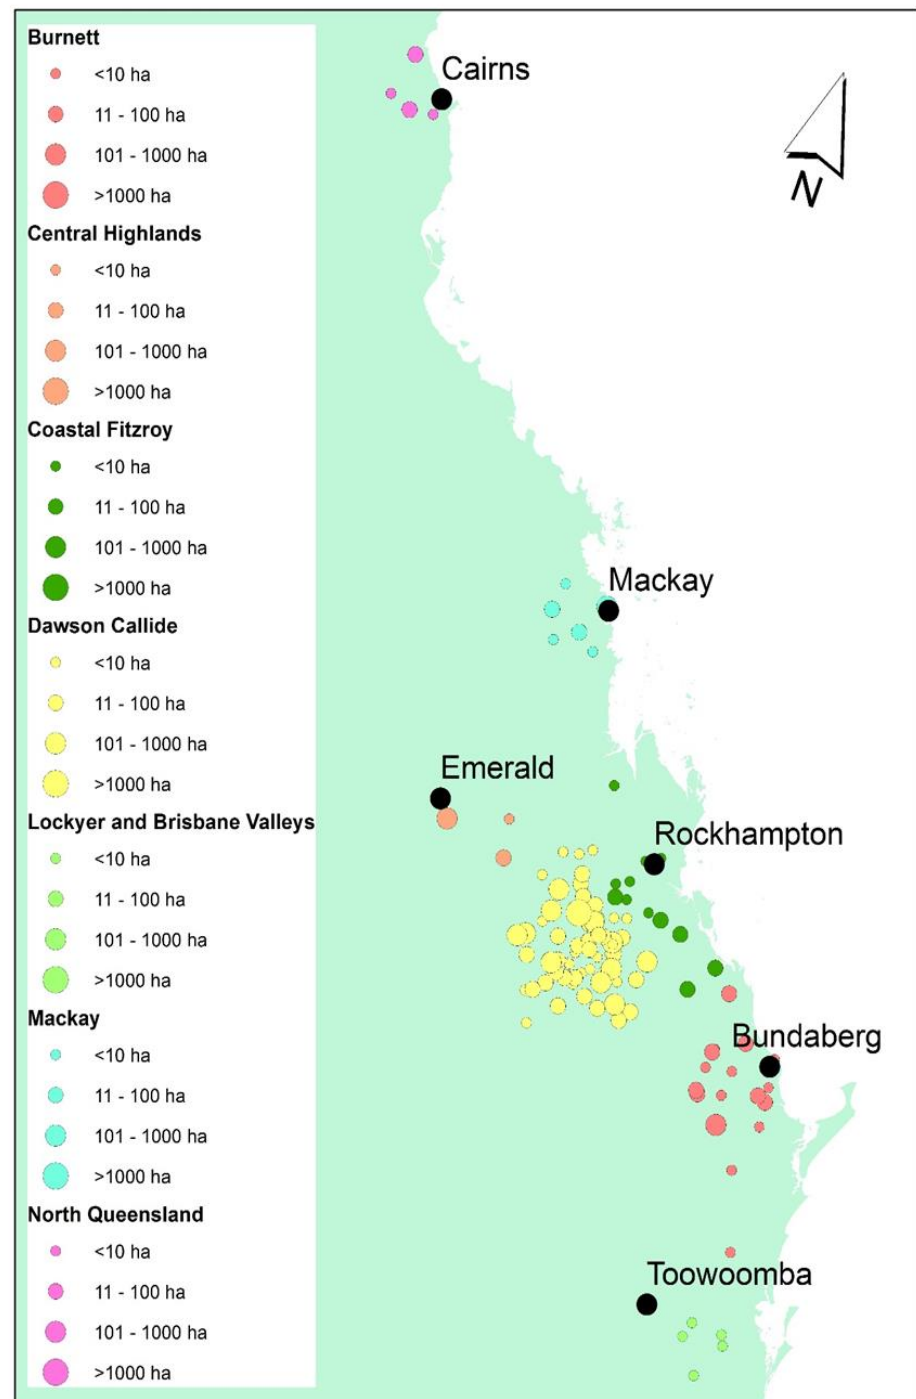 Burnett
<10 ha
11 - 100 ha
101 - 1000 ha
>1000 ha
Central Highlands
<10 ha
11 - 100 ha
101 - 1000 ha
>1000 ha
Coastal Fitzroy
<10 ha
11 - 100 ha
101 - 1000 ha
>1000 ha
Dawson Callide
<10 ha
11 - 100 ha
101 - 1000 ha
>1000 ha
Lockyer and Brisbane Valleys
<10 ha
11 - 100 ha
101 - 1000 ha
>1000 ha
Mackay
<10 ha
11 - 100 ha
101 - 1000 ha
>1000 ha
North Queensland
<10 ha
11 - 100 ha
101 - 1000 ha
>1000 ha
Cairns
N
Mackay
Emerald
Rockhampton
Bundaberg
Toowoomba